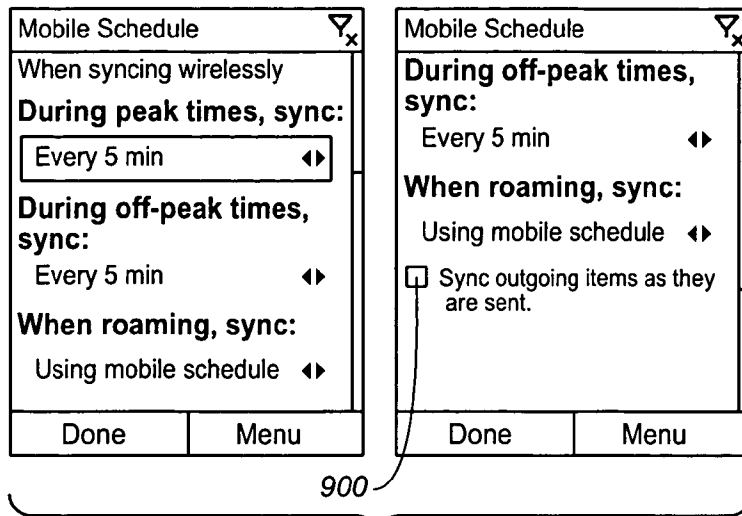 Mobile Schedule
When syncing wirelessly
During peak times, sync:
Every 5 min
During off-peak times,
sync:
Every 5 min
When roaming, sync:
Using mobile schedule
Done Menu
Mobile Schedule
During off-peak times,
sync:
Every 5 min
When roaming, sync:
Using mobile schedule
Sync outgoing items as they
are sent.
Done Menu
900